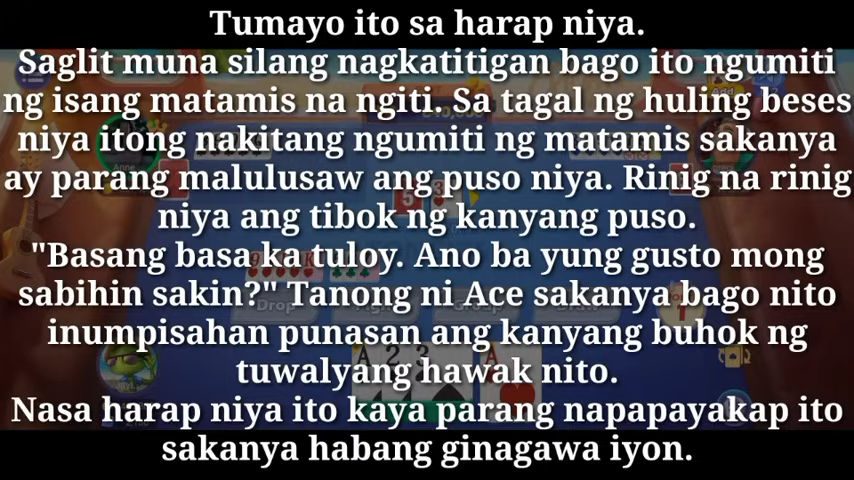 Tumayo ito sa harap niya.
Saglit muna silang nagkatitigan bago ito ngumiti
ng isang matamis na ngiti. Sa tagal ng huling beses
niya itong nakitang ngumiti ng matamis sakanya
ay parang malulusaw ang puso niya. Rinig na rinig
niya ang tibok ng kanyang puso.
"Basang basa ka tuloy. Ano ba yung gusto mong
sabihin sakin?" Tanong ni Ace sakanya bago nito
inumpisahan punasan ang kanyang buhok ng
tuwalyang hawak nito.
Nasa harap niya ito kaya parang napapayakap ito
sakanya habang ginagawa iyon.